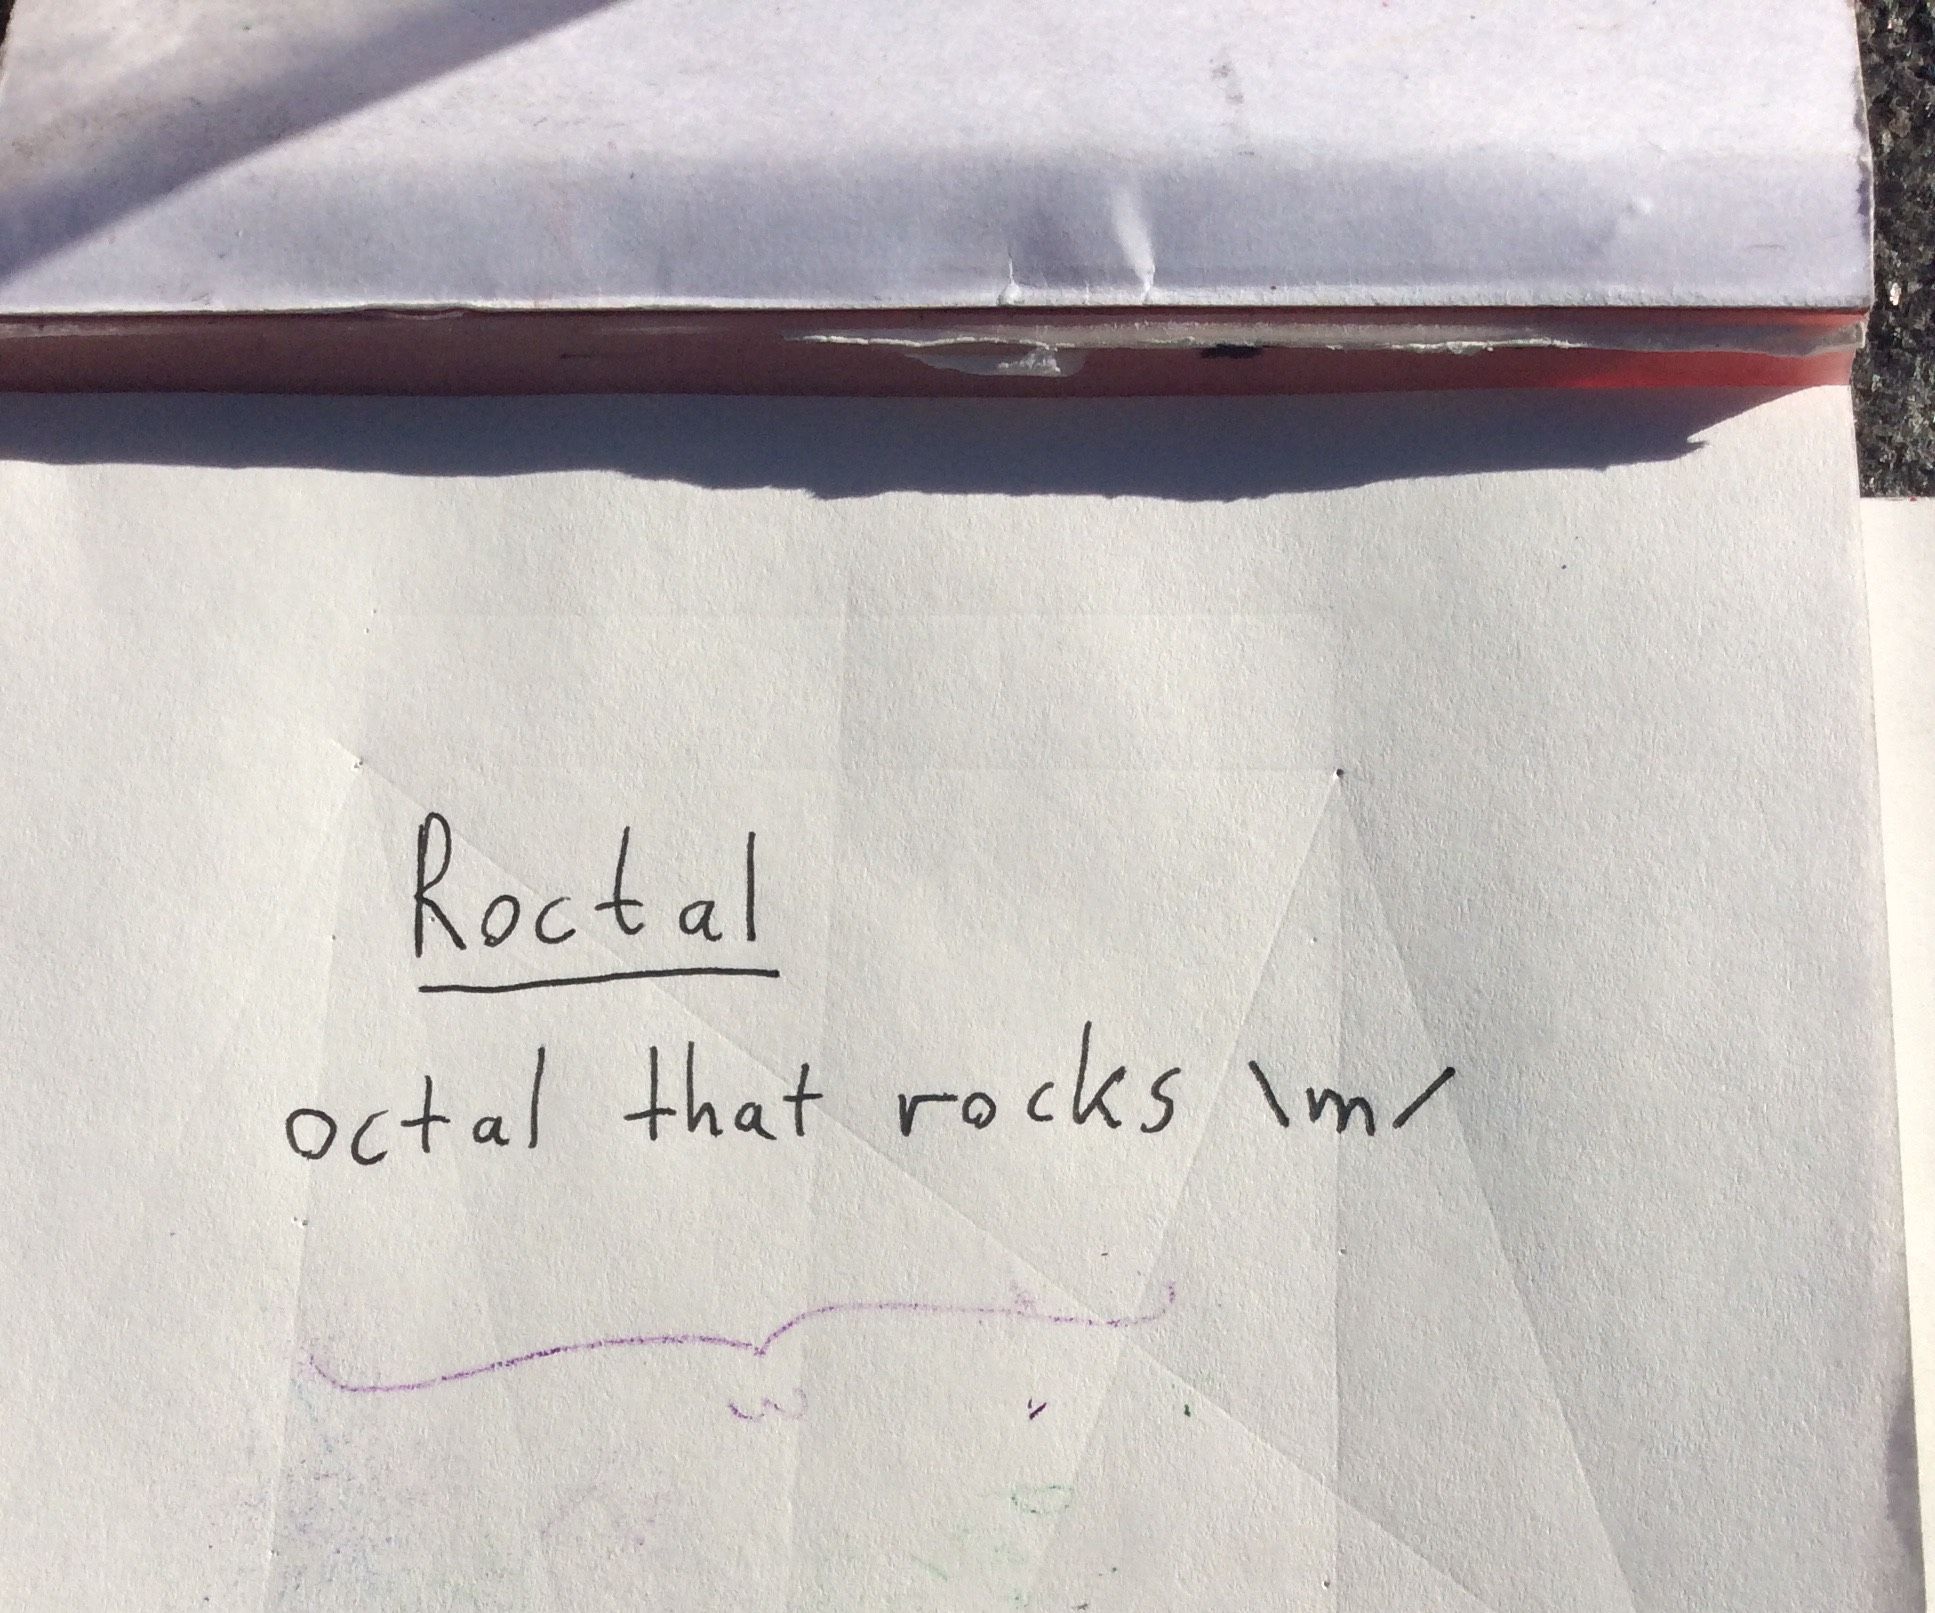 Roctal
octal that rocks \m/